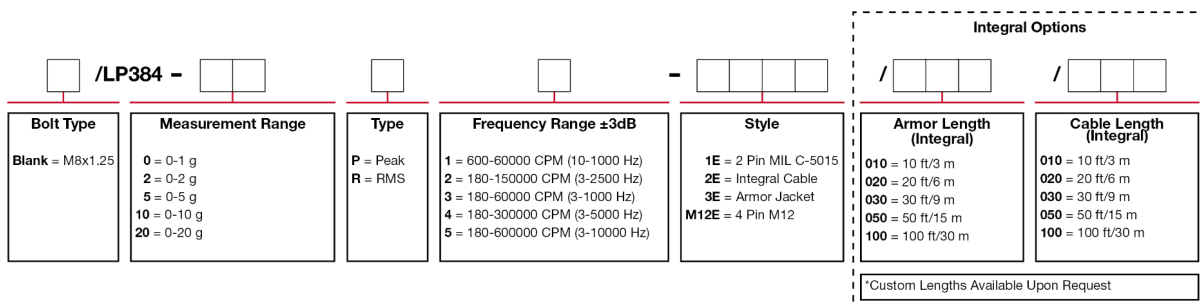 Integral Options
/LP384 – – / /
Bolt Type
Blank = M8x1.25
Measurement Range
0 = 0-1 g
2 = 0-2 g
5 = 0-5 g
10 = 0-10 g
20 = 0-20 g
Type
P = Peak
R = RMS
Frequency Range ±3dB
1 = 600-60000 CPM (10-1000 Hz)
2 = 180-150000 CPM (3-2500 Hz)
3 = 180-60000 CPM (3-1000 Hz)
4 = 180-300000 CPM (3-5000 Hz)
5 = 180-600000 CPM (3-10000 Hz)
Style
1E = 2 Pin MIL C-5015
2E = Integral Cable
3E = Armor Jacket
M12E = 4 Pin M12
Armor Length
(Integral)
010 = 10 ft/3 m
020 = 20 ft/6 m
030 = 30 ft/9 m
050 = 50 ft/15 m
100 = 100 ft/30 m
Cable Length
(Integral)
010 = 10 ft/3 m
020 = 20 ft/6 m
030 = 30 ft/9 m
050 = 50 ft/15 m
100 = 100 ft/30 m
*Custom Lengths Available Upon Request